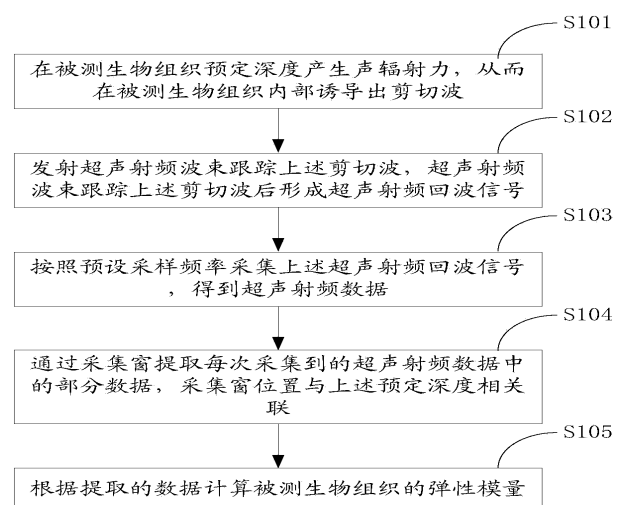 S101
在被测生物组织预定深度产生声辐射力，从而
在被测生物组织内部诱导出剪切波
S102
发射超声射频波束跟踪上述剪切波，超声射频
波束跟踪上述剪切波后形成超声射频回波信号
S103
按照预设采样频率采集上述超声射频回波信号
，得到超声射频数据
S104
通过采集窗提取每次采集到的超声射频数据中
的部分数据，采集窗位置与上述预定深度相关
联
S105
根据提取的数据计算被测生物组织的弹性模量